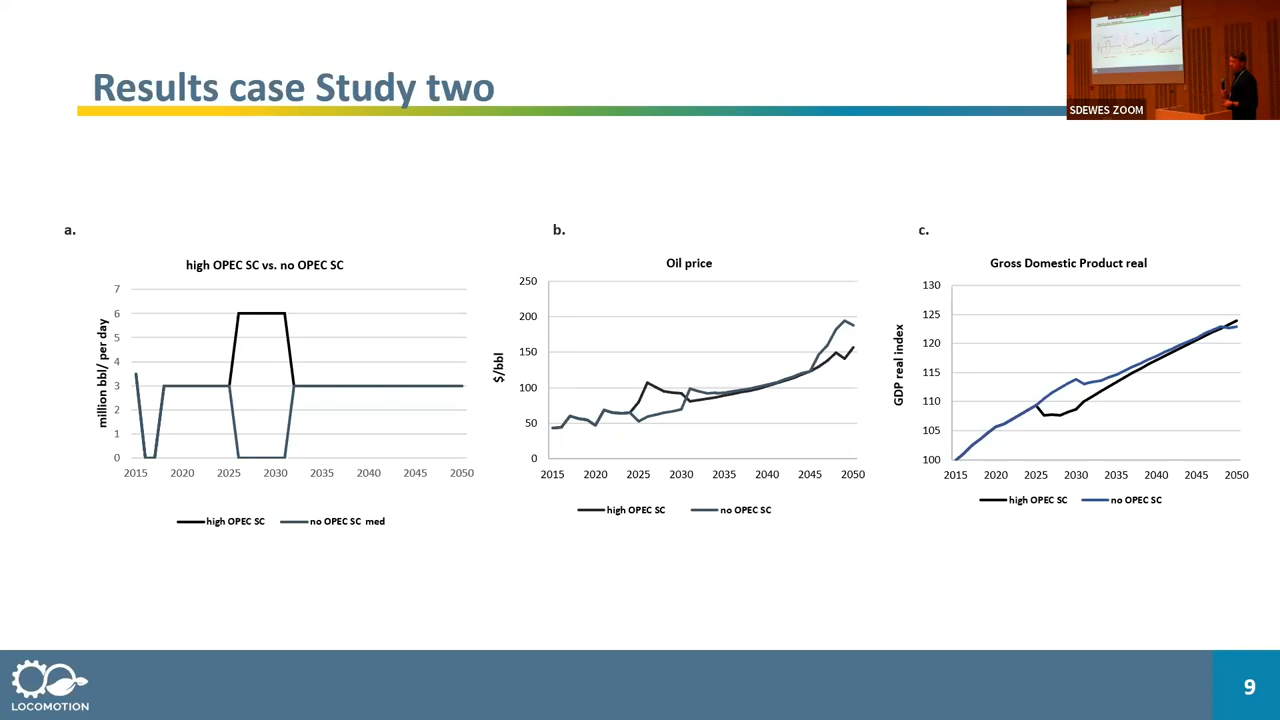 Results case Study two
SDEWES ZOOM
a.
high OPEC SC vs. no OPEC SC
million bbl/ per day
7
6
5
4
3
2
1
0
2015 2020 2025 2030 2035 2040 2045 2050
high OPEC SC no OPEC SC med
b.
Oil price
$/bbl
250
200
150
100
50
0
2015 2020 2025 2030 2035 2040 2045 2050
high OPEC SC no OPEC SC
c.
Gross Domestic Product real
GDP real index
130
125
120
115
110
105
100
2015 2020 2025 2030 2035 2040 2045 2050
high OPEC SC no OPEC SC
LOCOMOTION
9